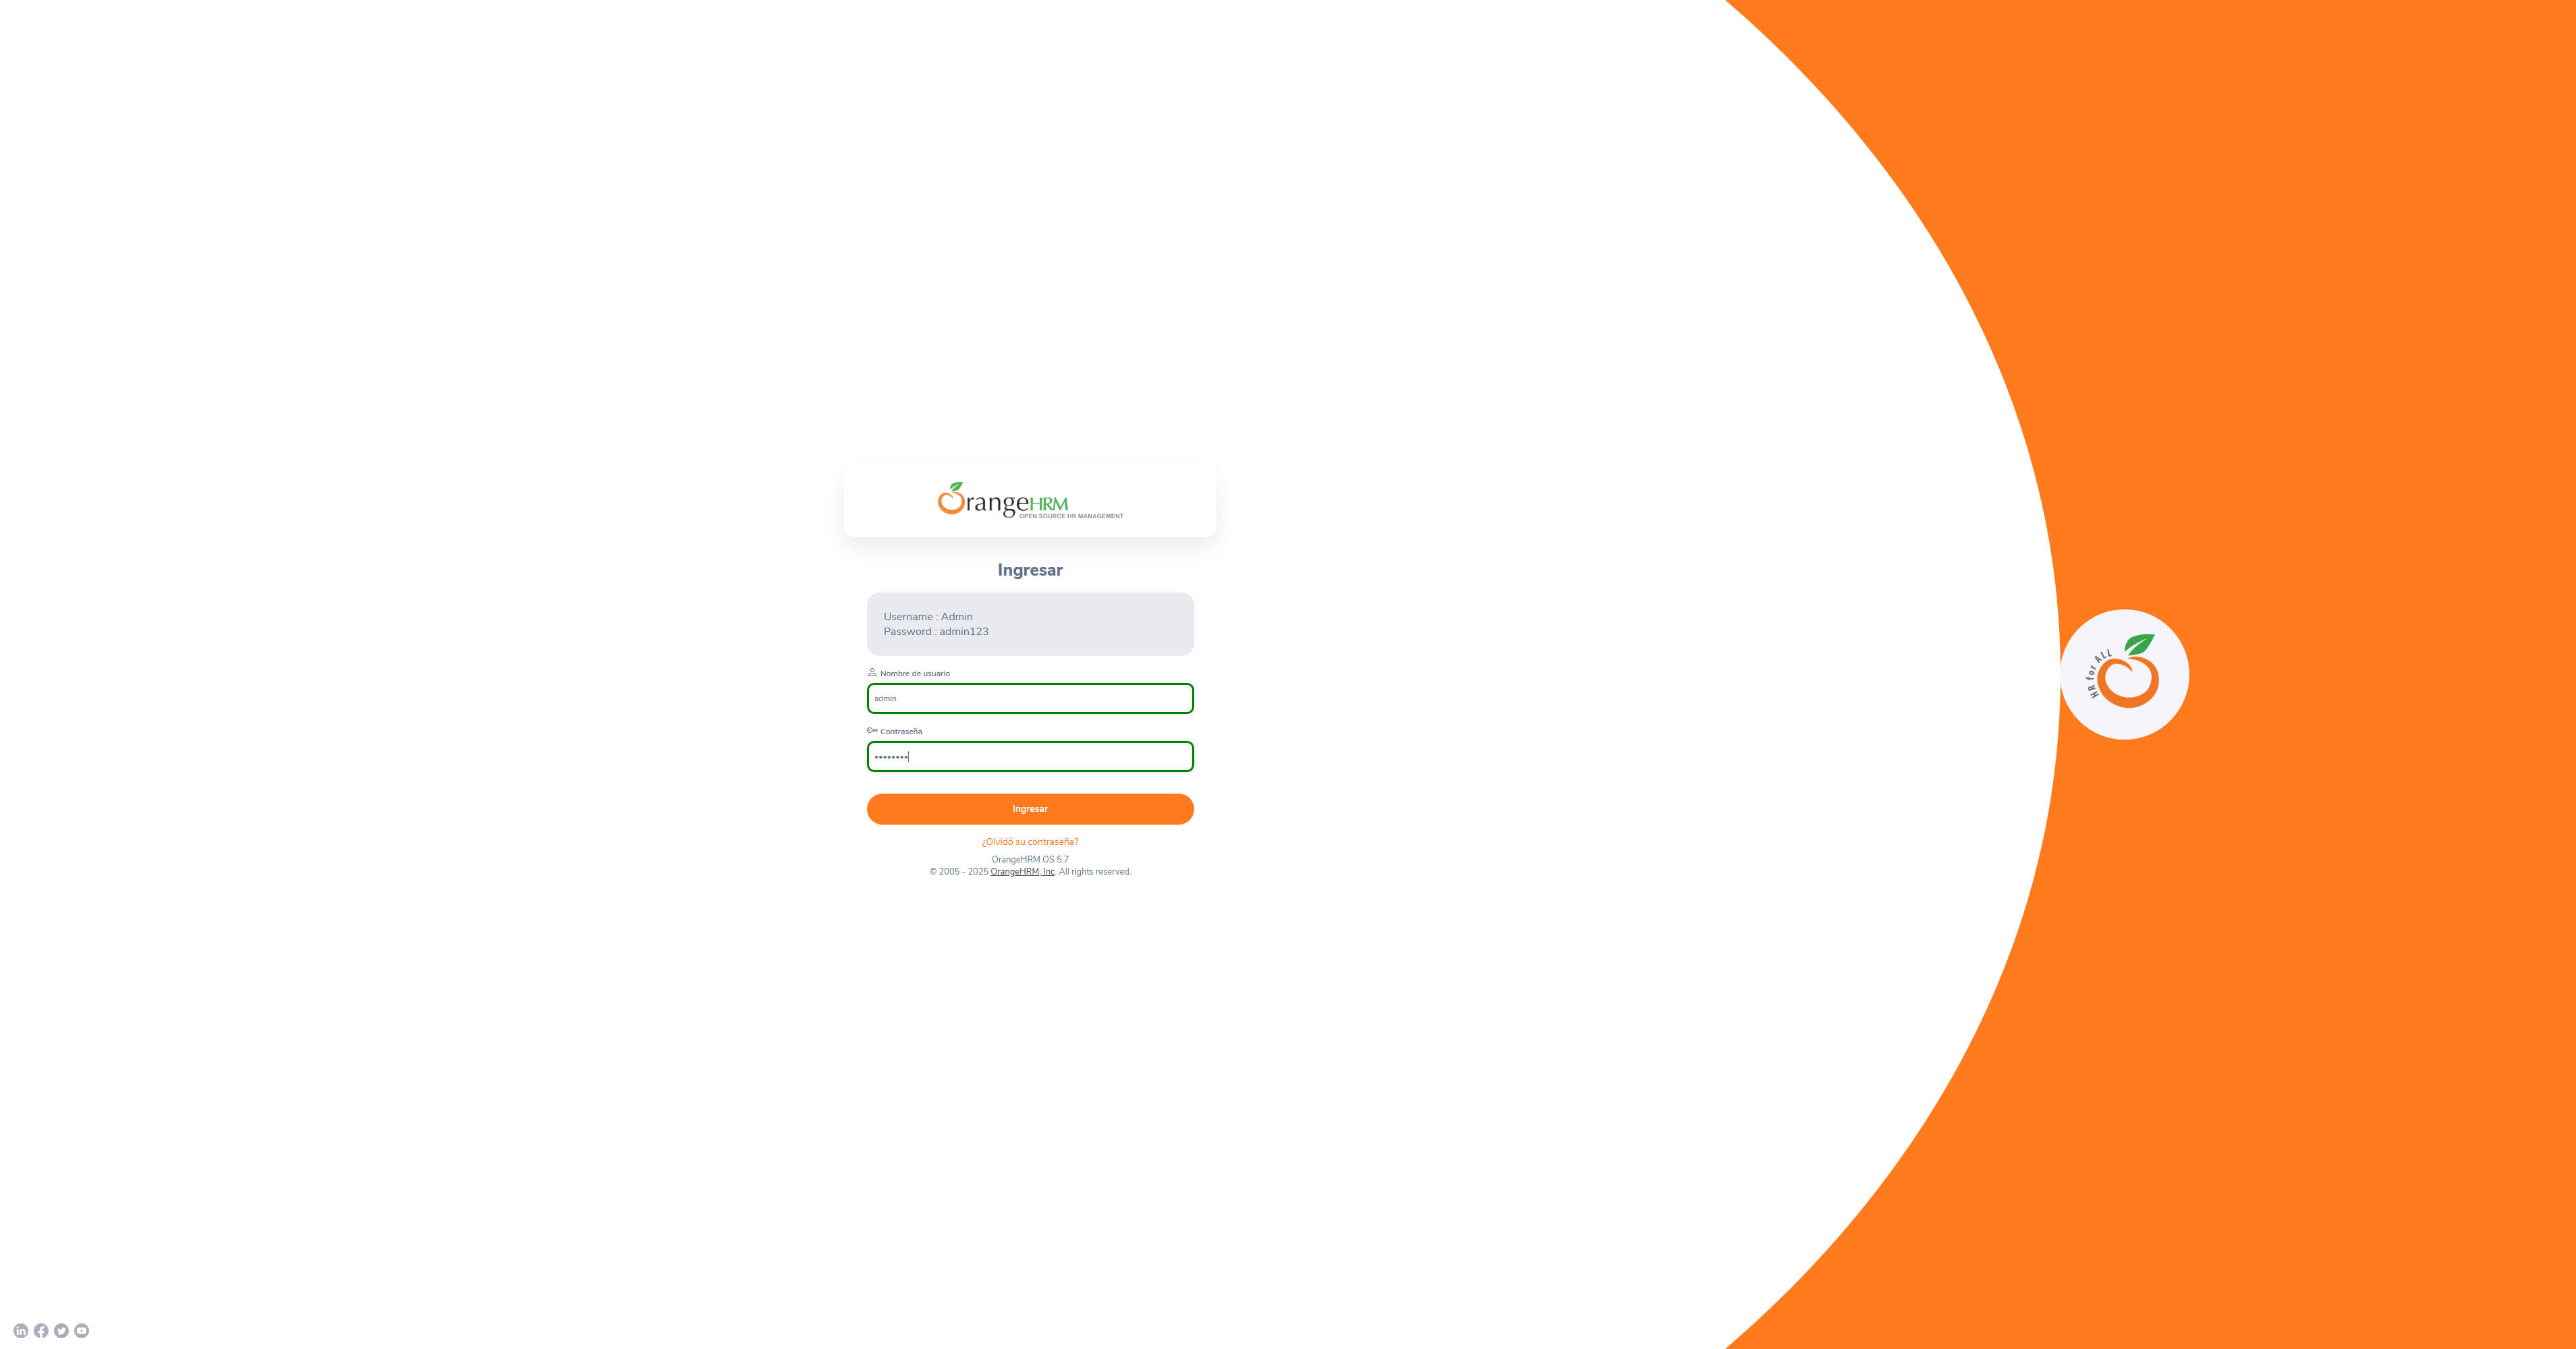 OrangeHRM
OPEN SOURCE HR MANAGEMENT
Ingresar
Username : Admin
Password : admin123
Nombre de usuario
admin
Contraseña
••••••••
Ingresar
¿Olvidó su contraseña?
OrangeHRM OS 5.7
© 2005 - 2025 OrangeHRM, Inc. All rights reserved.
HR for ALL